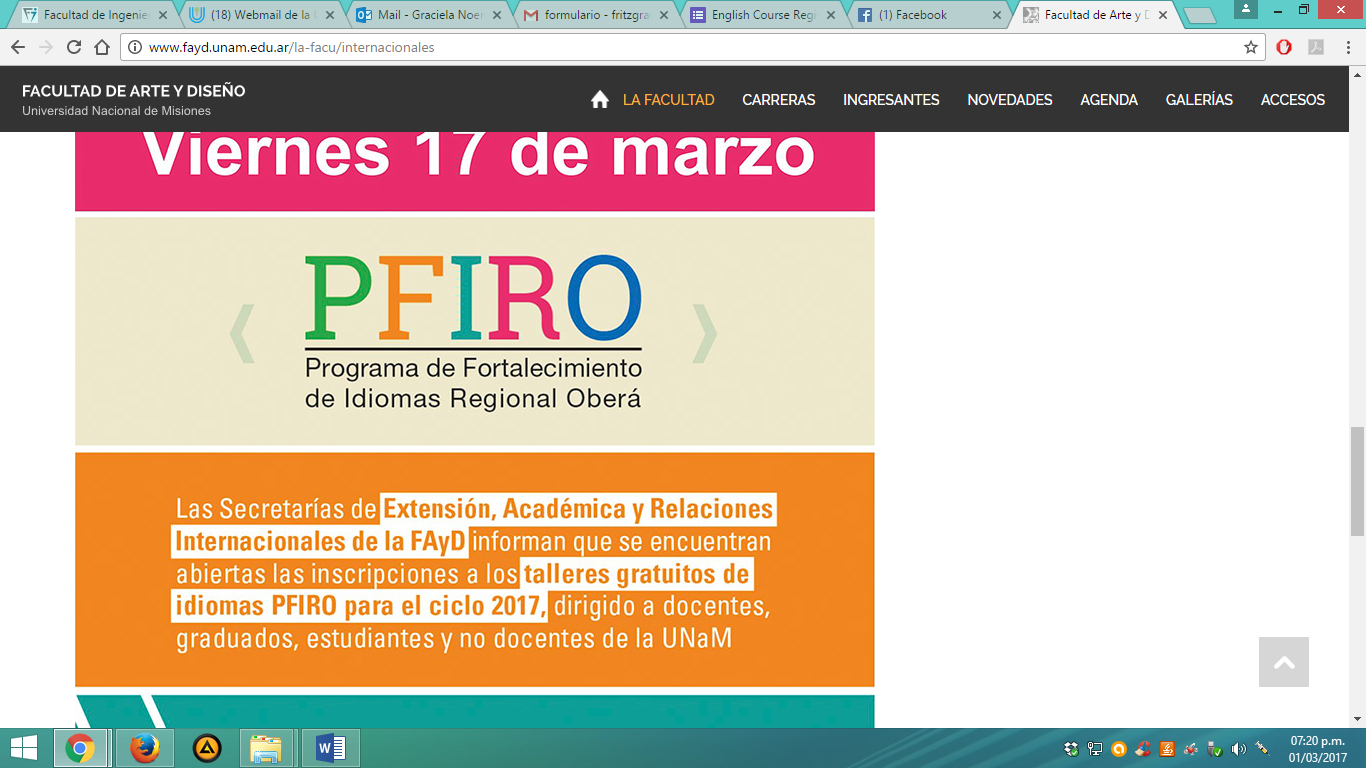 Facultad de Ingenie
(18) Webmail de la
Mail - Graciela Noer
formulario - fritzgra
English Course Regi
(1) Facebook
Facultad de Arte y D
www.fayd.unam.edu.ar/la-facu/internacionales
FACULTAD DE ARTE Y DISEÑO
Universidad Nacional de Misiones
LA FACULTAD CARRERAS INGRESANTES NOVEDADES AGENDA GALERÍAS ACCESOS
Viernes 17 de marzo
PFIRO
Programa de Fortalecimiento
de Idiomas Regional Oberá
Las Secretarías de Extensión, Académica y Relaciones
Internacionales de la FAyD informan que se encuentran
abiertas las inscripciones a los talleres gratuitos de
idiomas PFIRO para el ciclo 2017, dirigido a docentes,
graduados, estudiantes y no docentes de la UNaM
07:20 p.m.
01/03/2017